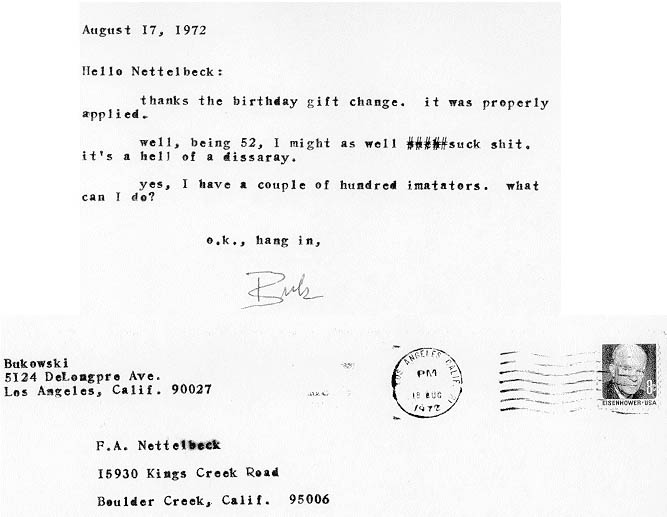 August 17, 1972
Hello Nettelbeck:
thanks the birthday gift change. it was properly
applied.
well, being 52, I might as well #####suck shit.
it's a hell of a dissaray.
yes, I have a couple of hundred imatators. what
can I do?
o.k., hang in,
Buk
Bukowski
5124 DeLongpre Ave.
Los Angeles, Calif. 90027
LOS ANGELES, CALIF.
PM
18 AUG
1972
8¢
EISENHOWER·USA
F.A. Nettelbeck
15930 Kings Creek Road
Boulder Creek, Calif. 95006